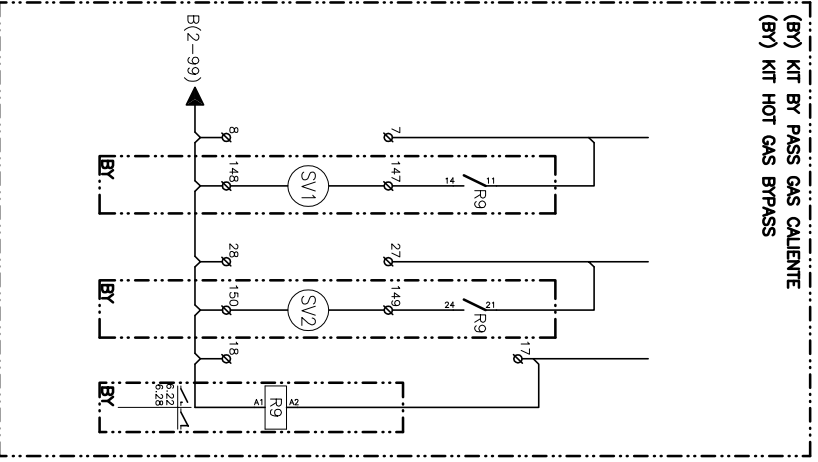 (BY) KIT BY PASS GAS CALIENTE
(BY) KIT HOT GAS BYPASS
B(2-99)
8
7
BY
148
SV1
147
14
11
R9
28
27
BY
150
SV2
149
24
21
R9
18
17
BY
6.22
6.28
A1
R9
A2